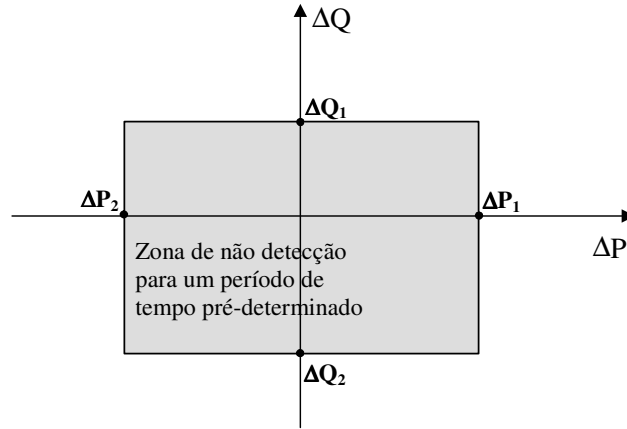 ΔQ
ΔQ₁
ΔP₂
ΔP₁
ΔP
Zona de não detecção
para um período de
tempo pré-determinado
ΔQ₂